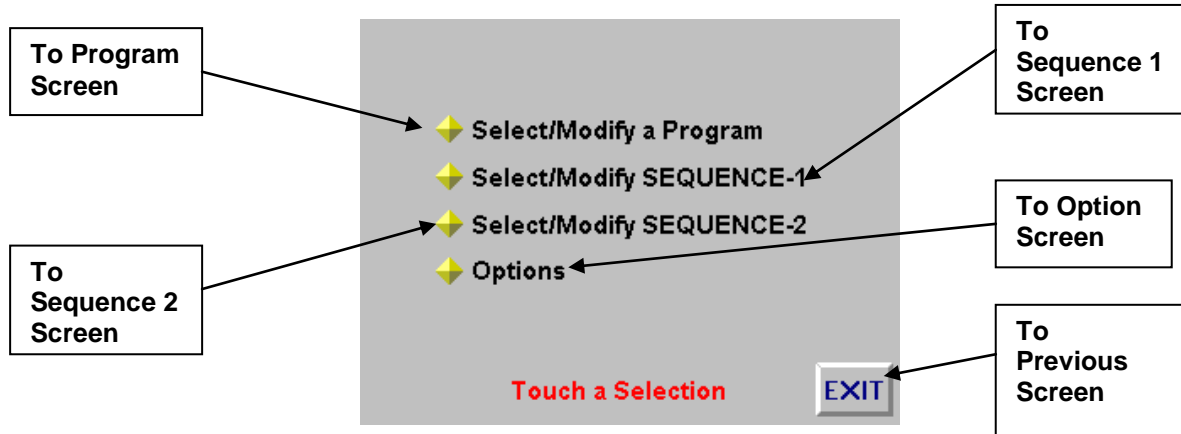 To Program
Screen
To
Sequence 1
Screen
Select/Modify a Program
Select/Modify SEQUENCE-1
Select/Modify SEQUENCE-2
Options
To Option
Screen
To
Sequence 2
Screen
To
Previous
Screen
Touch a Selection
EXIT